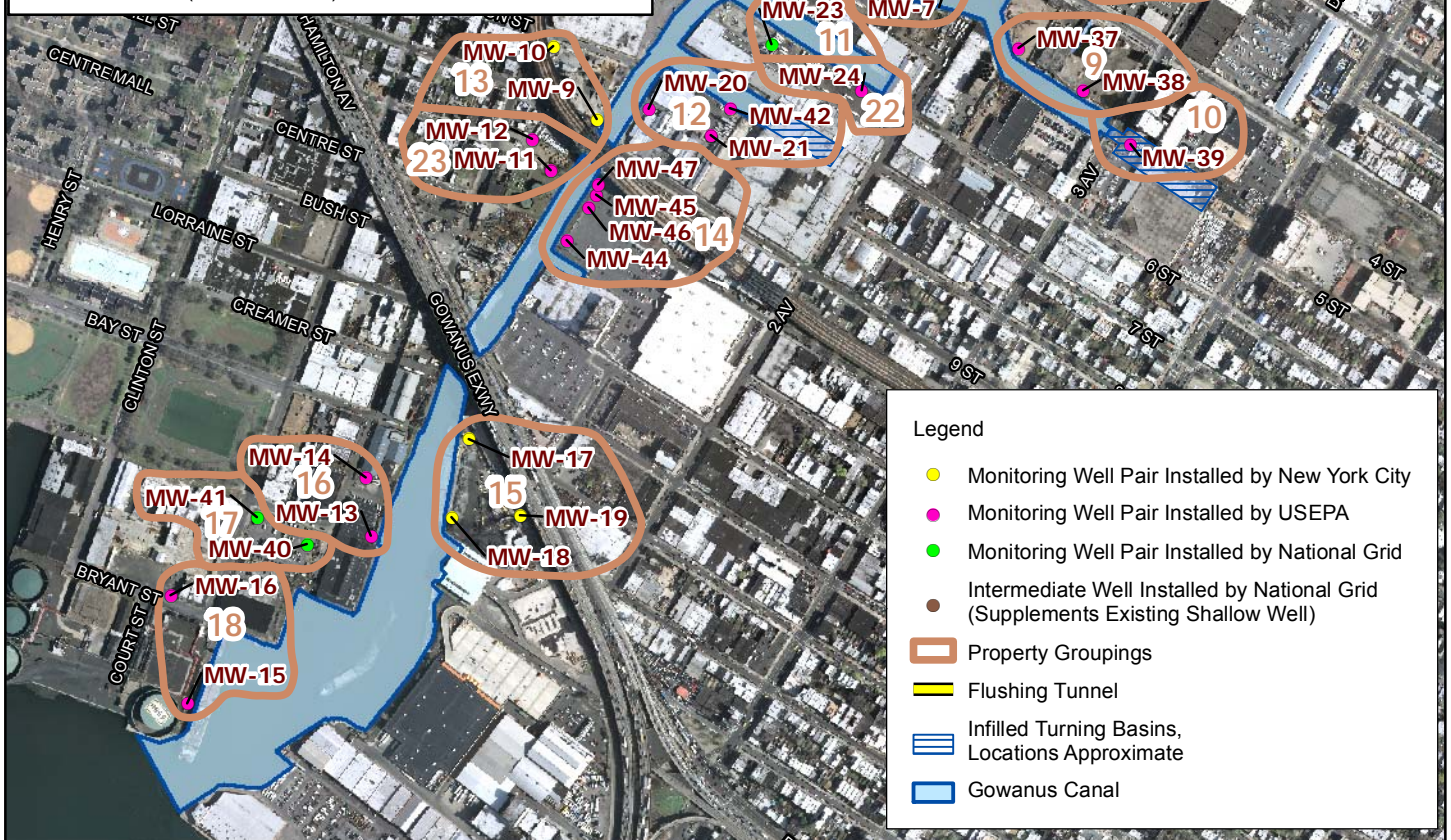 MW-23
MW-7
11
HAMILTON AV
MW-10
13
MW-9
MW-37
9
MW-38
CENTRE MALL
MW-20
MW-24
22
12
MW-42
10
MW-12
CENTRE ST
23
MW-11
MW-21
MW-39
MW-47
3 AV
HENRY ST
BUSH ST
MW-45
LORRAINE ST
MW-46
14
MW-44
6 ST
4 ST
5 ST
CREAMER ST
BAY ST
GOWANUS EXWY
2 AV
7 ST
CLINTON ST
9 ST
MW-14
16
MW-17
MW-41
17
MW-13
15
MW-19
MW-40
MW-18
BRYANT ST
MW-16
COURT ST
18
MW-15
Legend
Monitoring Well Pair Installed by New York City
Monitoring Well Pair Installed by USEPA
Monitoring Well Pair Installed by National Grid
Intermediate Well Installed by National Grid
(Supplements Existing Shallow Well)
Property Groupings
Flushing Tunnel
Infilled Turning Basins,
Locations Approximate
Gowanus Canal